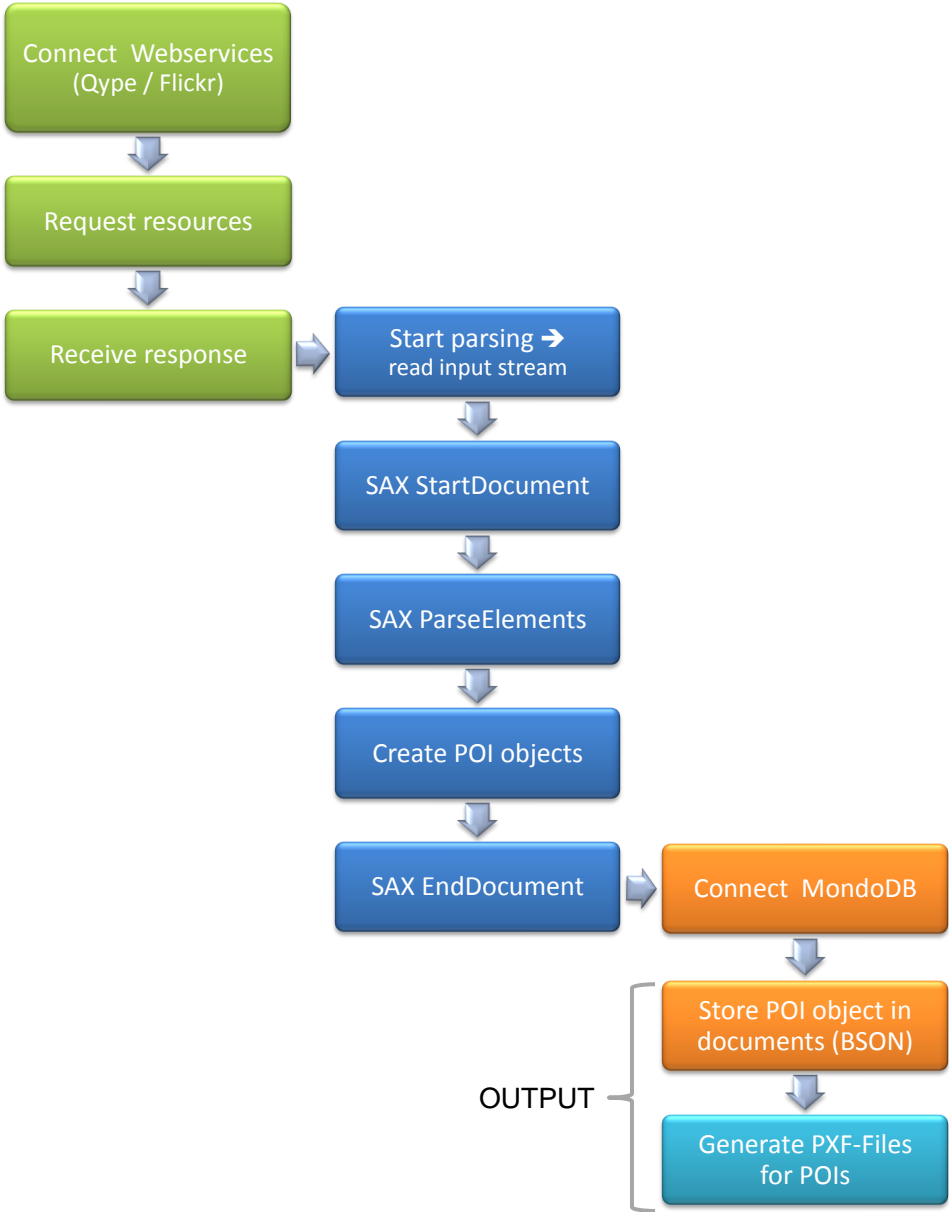 Connect Webservices
(Qype / Flickr)
Request resources
Receive response
Start parsing ➔
read input stream
SAX StartDocument
SAX ParseElements
Create POI objects
SAX EndDocument
Connect MondoDB
Store POI object in
documents (BSON)
OUTPUT
Generate PXF-Files
for POIs